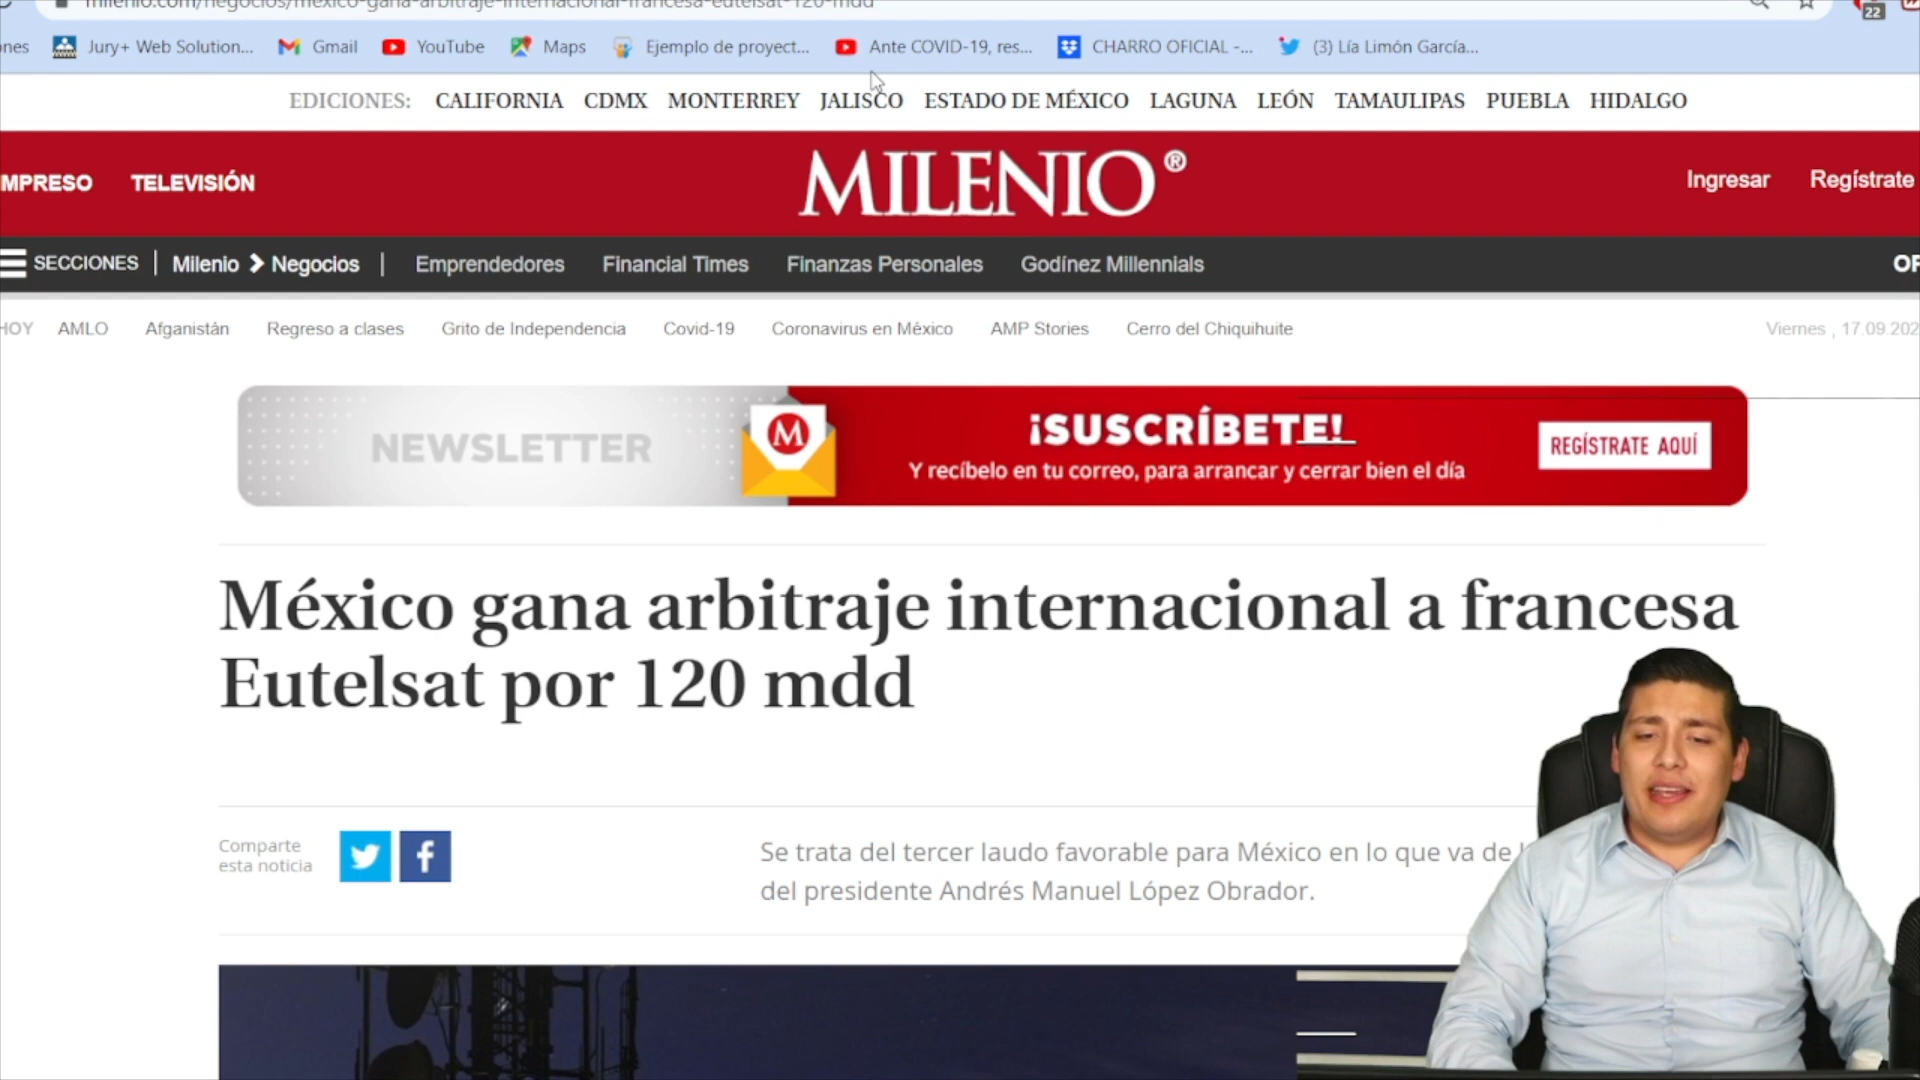 milenio.com/negocios/mexico-gana-arbitraje-internacional-francesa-eutelsat-120-mdd
22
nes Jury+ Web Solution... Gmail YouTube Maps Ejemplo de proyect... Ante COVID-19, res... CHARRO OFICIAL -... (3) Lía Limón García...
EDICIONES: CALIFORNIA CDMX MONTERREY JALISCO ESTADO DE MÉXICO LAGUNA LEÓN TAMAULIPAS PUEBLA HIDALGO
MPRESO TELEVISIÓN MILENIO® Ingresar Regístrate
SECCIONES | Milenio > Negocios | Emprendedores Financial Times Finanzas Personales Godínez Millennials OP
HOY AMLO Afganistán Regreso a clases Grito de Independencia Covid-19 Coronavirus en México AMP Stories Cerro del Chiquihuite Viernes , 17.09.202
NEWSLETTER M ¡SUSCRÍBETE! REGÍSTRATE AQUÍ
Y recíbelo en tu correo, para arrancar y cerrar bien el día
México gana arbitraje internacional a francesa
Eutelsat por 120 mdd
Comparte
esta noticia
Se trata del tercer laudo favorable para México en lo que va de
del presidente Andrés Manuel López Obrador.